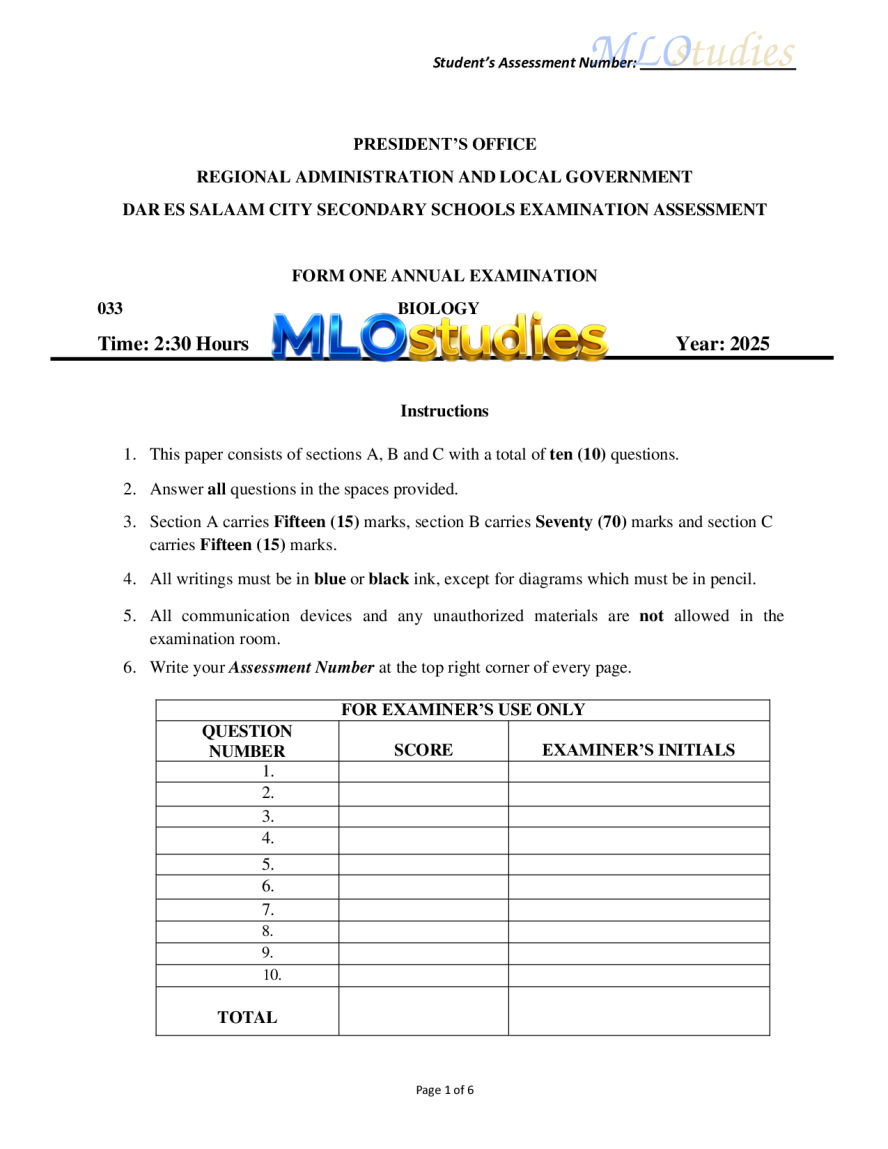 MLOstudies
Student's Assessment Number:
PRESIDENT'S OFFICE
REGIONAL ADMINISTRATION AND LOCAL GOVERNMENT
DAR ES SALAAM CITY SECONDARY SCHOOLS EXAMINATION ASSESSMENT
FORM ONE ANNUAL EXAMINATION
033 BIOLOGY
Time: 2:30 Hours MLOstudies Year: 2025
Instructions
1. This paper consists of sections A, B and C with a total of ten (10) questions.
2. Answer all questions in the spaces provided.
3. Section A carries Fifteen (15) marks, section B carries Seventy (70) marks and section C
carries Fifteen (15) marks.
4. All writings must be in blue or black ink, except for diagrams which must be in pencil.
5. All communication devices and any unauthorized materials are not allowed in the
examination room.
6. Write your Assessment Number at the top right corner of every page.
FOR EXAMINER'S USE ONLY
QUESTION
NUMBER SCORE EXAMINER'S INITIALS
1.
2.
3.
4.
5.
6.
7.
8.
9.
10.
TOTAL
Page 1 of 6